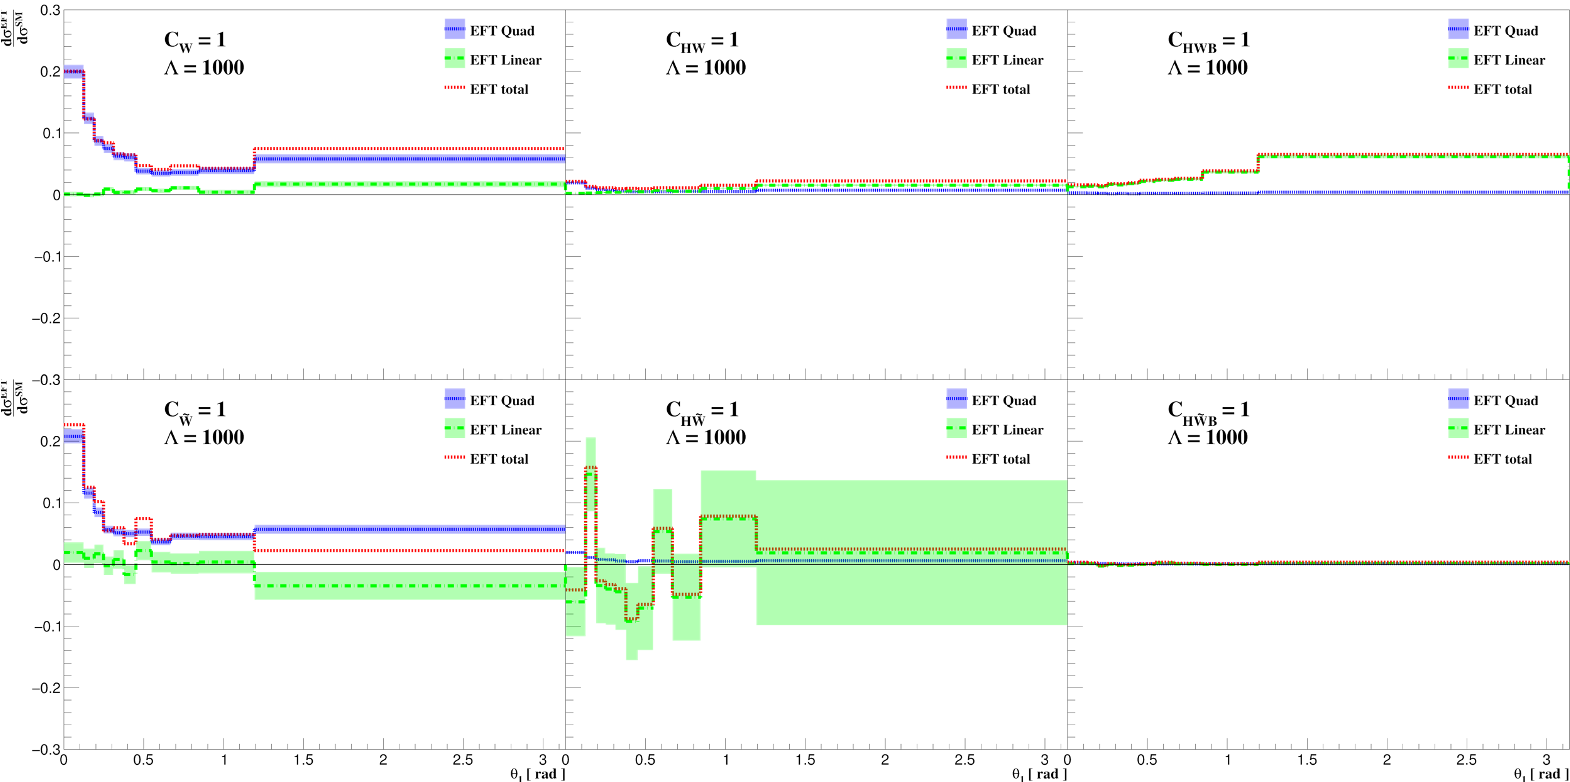 dσ^EFT
dσ^SM
0.3
0.2
0.1
0
−0.1
−0.2
−0.3
C_W = 1
Λ = 1000
EFT Quad
EFT Linear
EFT total
C_HW = 1
Λ = 1000
EFT Quad
EFT Linear
EFT total
C_HWB = 1
Λ = 1000
EFT Quad
EFT Linear
EFT total
dσ^EFT
dσ^SM
0.2
0.1
0
−0.1
−0.2
−0.3
C_W̃ = 1
Λ = 1000
EFT Quad
EFT Linear
EFT total
C_HW̃ = 1
Λ = 1000
EFT Quad
EFT Linear
EFT total
C_HW̃B = 1
Λ = 1000
EFT Quad
EFT Linear
EFT total
0 0.5 1 1.5 2 2.5 3
0 0.5 1 1.5 2 2.5 3
0.5 1 1.5 2 2.5 3
θ_l [ rad ]
θ_l [ rad ]
θ_l [ rad ]